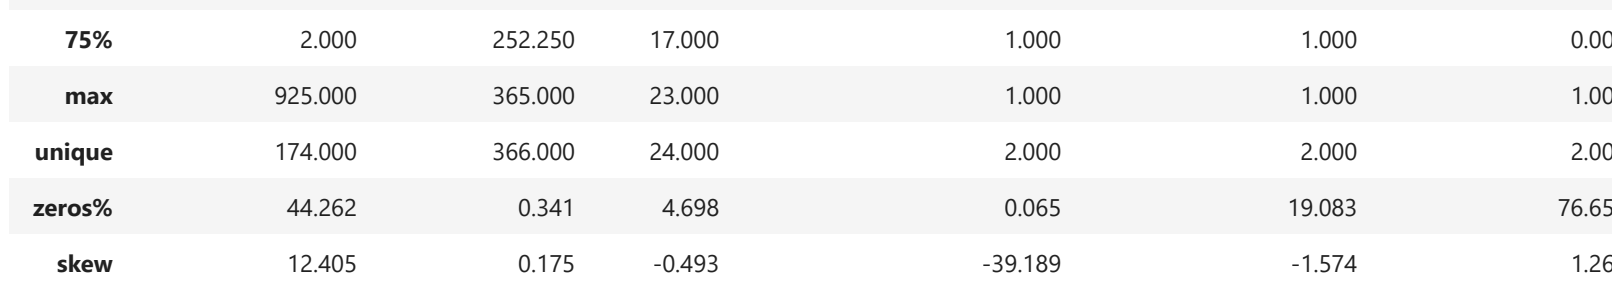 75% 2.000 252.250 17.000 1.000 1.000 0.00
max 925.000 365.000 23.000 1.000 1.000 1.00
unique 174.000 366.000 24.000 2.000 2.000 2.00
zeros% 44.262 0.341 4.698 0.065 19.083 76.65
skew 12.405 0.175 -0.493 -39.189 -1.574 1.26